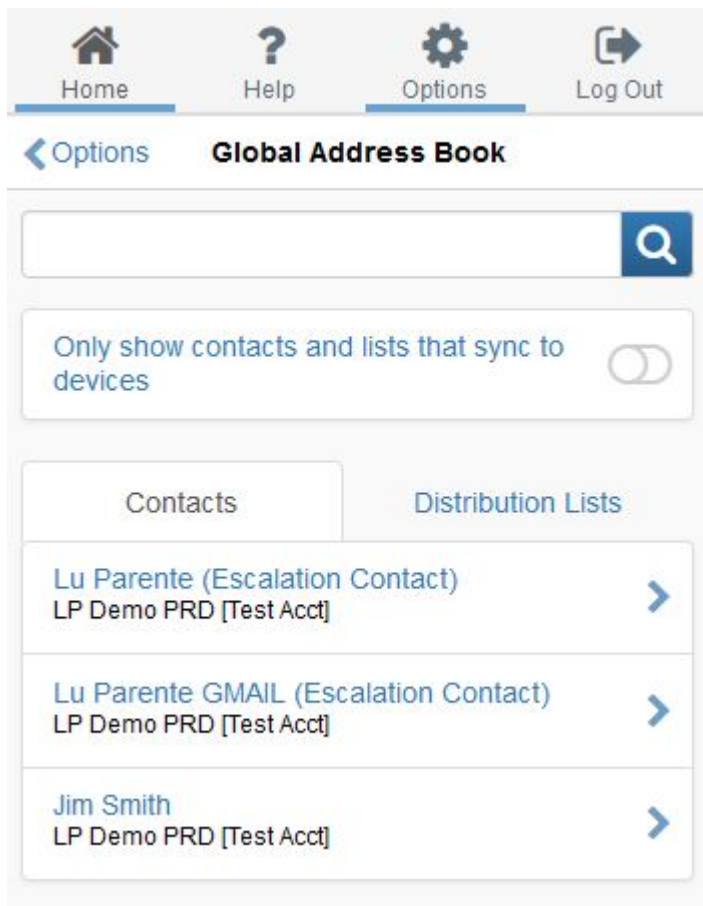 Home
Help
Options
Log Out
Options
Global Address Book
Only show contacts and lists that sync to
devices
Contacts
Distribution Lists
Lu Parente (Escalation Contact)
LP Demo PRD [Test Acct]
Lu Parente GMAIL (Escalation Contact)
LP Demo PRD [Test Acct]
Jim Smith
LP Demo PRD [Test Acct]